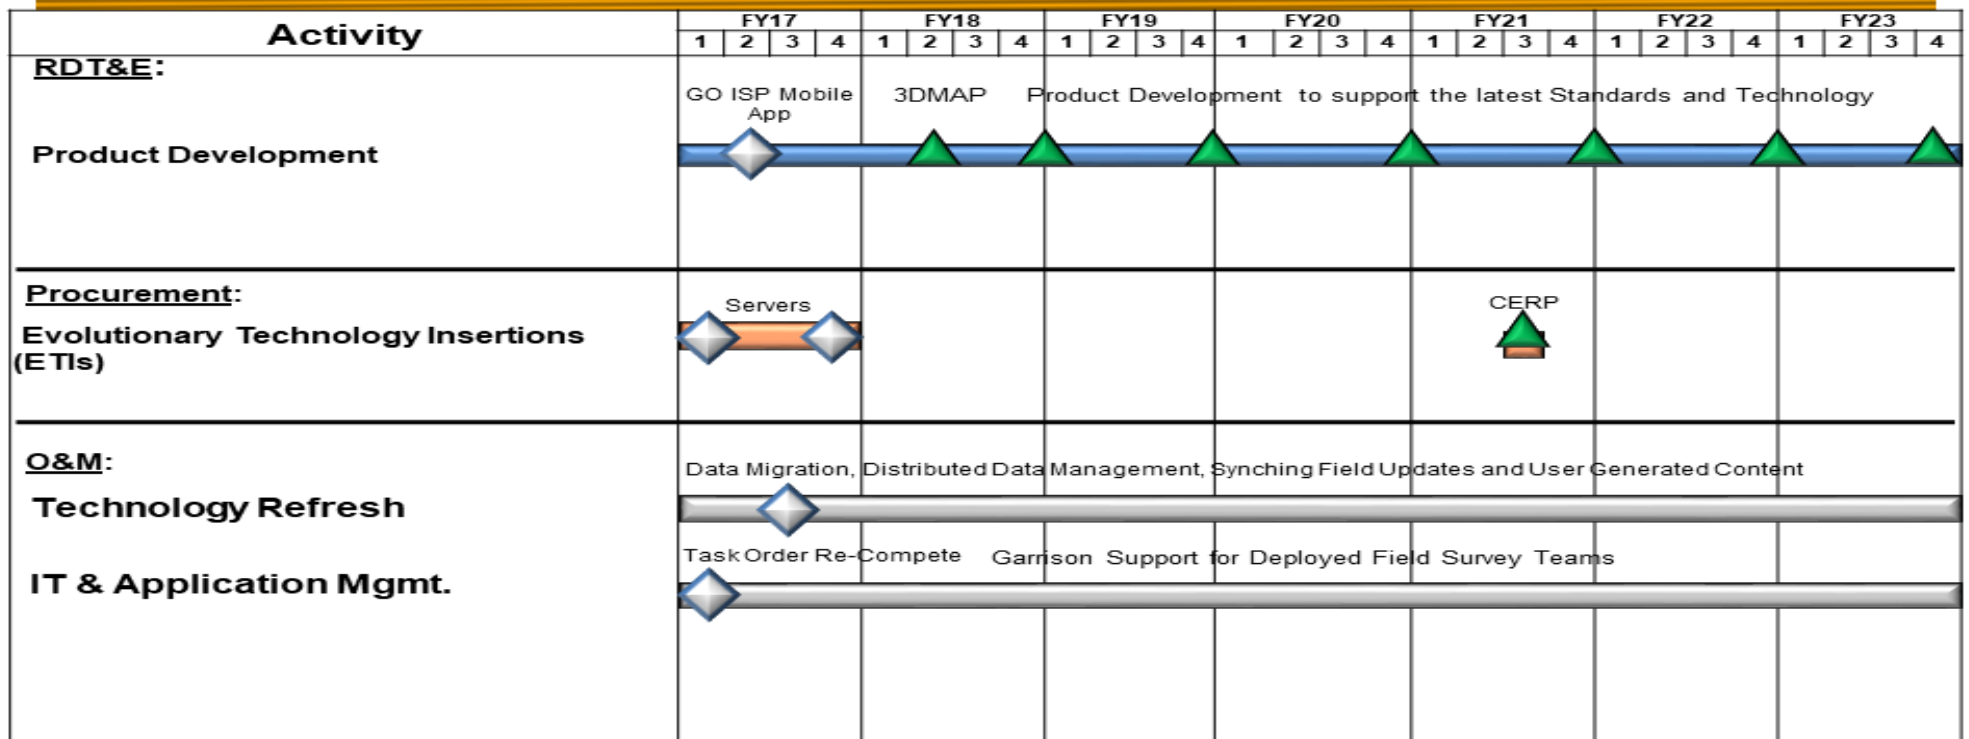 Activity
FY17 FY18 FY19 FY20 FY21 FY22 FY23
1 2 3 4 1 2 3 4 1 2 3 4 1 2 3 4 1 2 3 4 1 2 3 4 1 2 3 4
RDT&E:
GO ISP Mobile
App
3DMAP
Product Development to support the latest Standards and Technology
Product Development
Procurement:
Servers
CERP
Evolutionary Technology Insertions
(ETIs)
O&M:
Data Migration, Distributed Data Management, Synching Field Updates and User Generated Content
Technology Refresh
Task Order Re-Compete
Garrison Support for Deployed Field Survey Teams
IT & Application Mgmt.